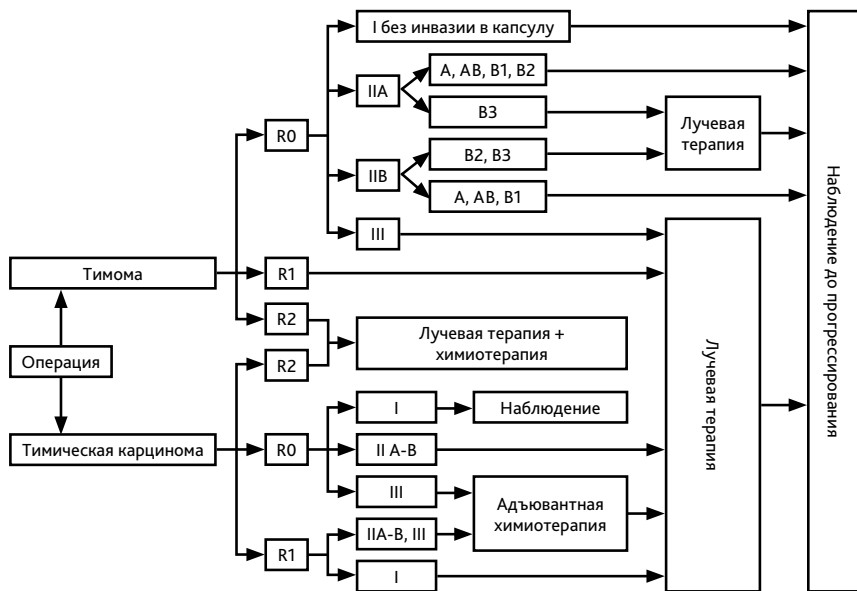 I без инвазии в капсулу
IIA
A, AB, B1, B2
B3
R0
Лучевая
терапия
IIB
B2, B3
A, AB, B1
III
Тимома
R1
R2
Лучевая терапия +
химиотерапия
Операция
R2
I
Наблюдение
Тимическая карцинома
R0
II A-B
III
Адъювантная
химиотерапия
IIA-B, III
R1
I
Лучевая терапия
Наблюдение до прогрессирования